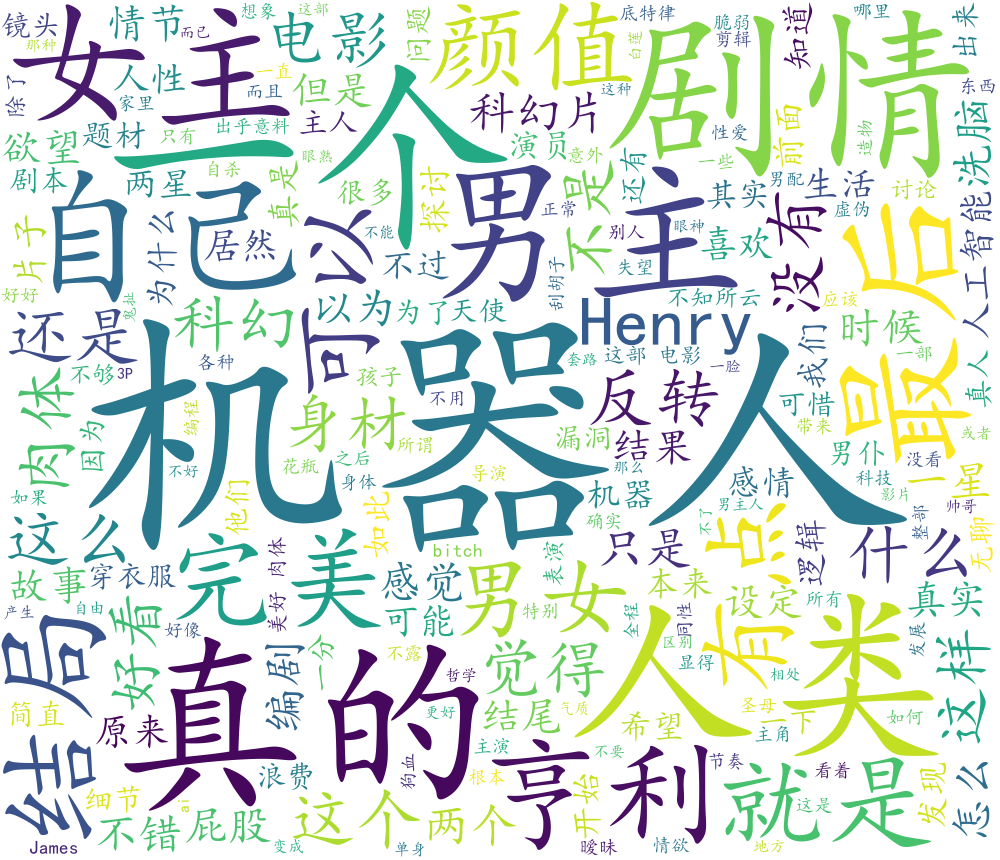 镜头
那种
而已
情节
电影
想象
这部
问题
颜值
底特律
脆弱
剪辑
知道
哪里
出来
女主
一个
剧情
除了
人性
家里
一直
而且
但是
科幻片
白莲
这种
东西
欲望
题材
只有
出乎意料
主人
演员
意外
性爱
前面
造物
洗脑
剧本
两星
真是
自杀
眼熟
很多
探讨
不是
还有
一些
其实
男配
生活
讨论
自己
男主
可以
正常
别人
眼神
喜欢
虚伪
没有
最后
人工智能
片子
为什么
居然
不能
不过
失望
刮胡子
好好
鬼扯
科幻
以为
为了
天使
不知所云
应该
时候
还是
Henry
机器人
各种
3P
不够
孩子
套路
这部 电影
一脸
我们
一部
真人
肉体
因为
编程
身材
不用
反转
可惜
带来
或者
所谓
漏洞
结果
男仆
没看
一星
如果
不好
花瓶
之后
身体
导演
那么
机器
感情
科技
影片
帅哥
这么
他们
如此
确实
男主人
不了
整部
无聊
完美
bitch
只是
有点
逻辑
什么
故事
穿衣服
肉体
美好
感觉
可能
男女
表演
特别
本来
设定
所有
真实
产生
自由
好看
好像
全程
同性
区别
显得
发展
人类
结局
真的
编剧
一分
不露
哲学
觉得
相处
这样
简直
原来
更好
结尾
气质
希望
圣母
一下
主角
如何
浪费
狗血
主演
根本
亨利
不要
节奏
看着
细节
ai
不错
屁股
这个
两个
开始
就是
这是
发现
怎么
James
变成
单身
暧昧
情欲
地方